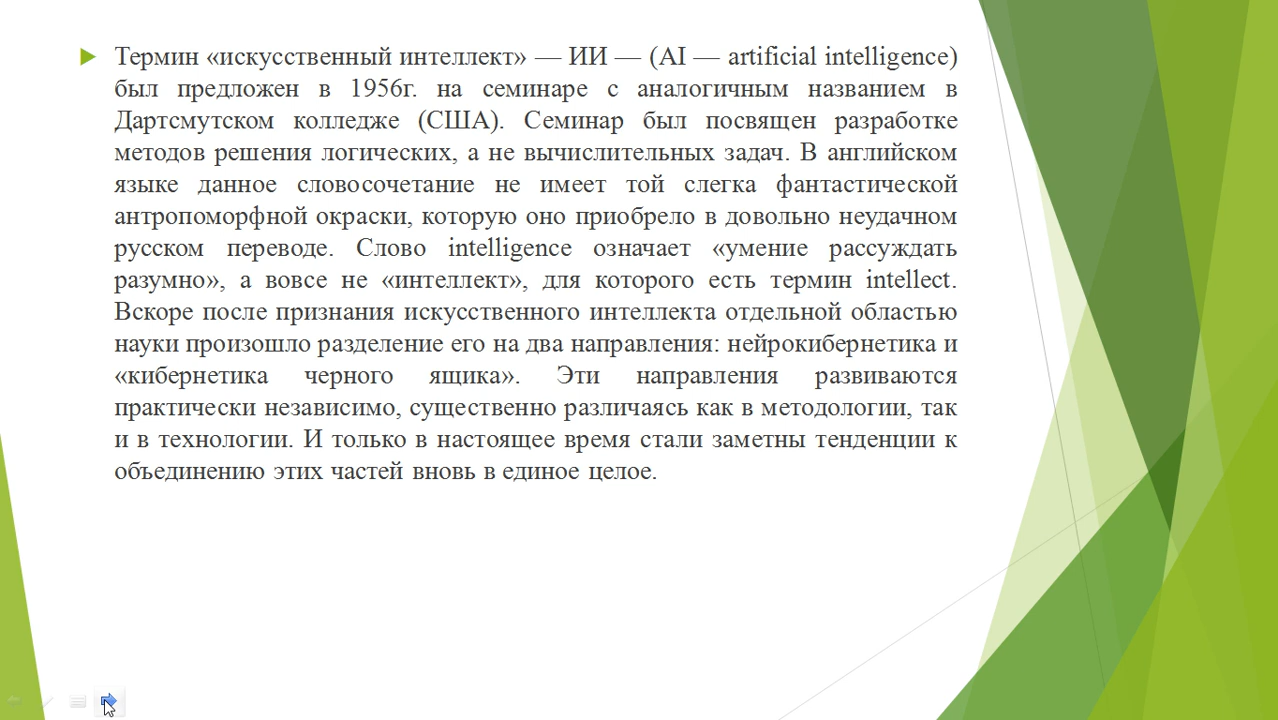 Термин «искусственный интеллект» — ИИ — (AI — artificial intelligence)
был предложен в 1956г. на семинаре с аналогичным названием в
Дартсмутском колледже (США). Семинар был посвящен разработке
методов решения логических, а не вычислительных задач. В английском
языке данное словосочетание не имеет той слегка фантастической
антропоморфной окраски, которую оно приобрело в довольно неудачном
русском переводе. Слово intelligence означает «умение рассуждать
разумно», а вовсе не «интеллект», для которого есть термин intellect.
Вскоре после признания искусственного интеллекта отдельной областью
науки произошло разделение его на два направления: нейрокибернетика и
«кибернетика черного ящика». Эти направления развиваются
практически независимо, существенно различаясь как в методологии, так
и в технологии. И только в настоящее время стали заметны тенденции к
объединению этих частей вновь в единое целое.